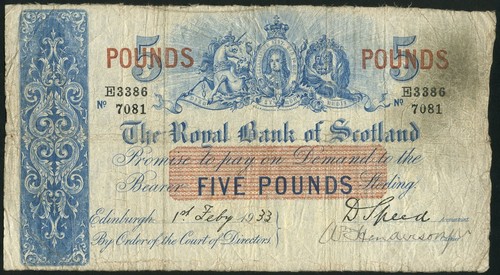 5 POUNDS
5 POUNDS
E3386
No 7081
E3386
No 7081
The Royal Bank of Scotland
Promise to pay on Demand to the
Bearer FIVE POUNDS Sterling.
Edinburgh 1st Feby 1933
D Speed
By Order of the Court of Directors